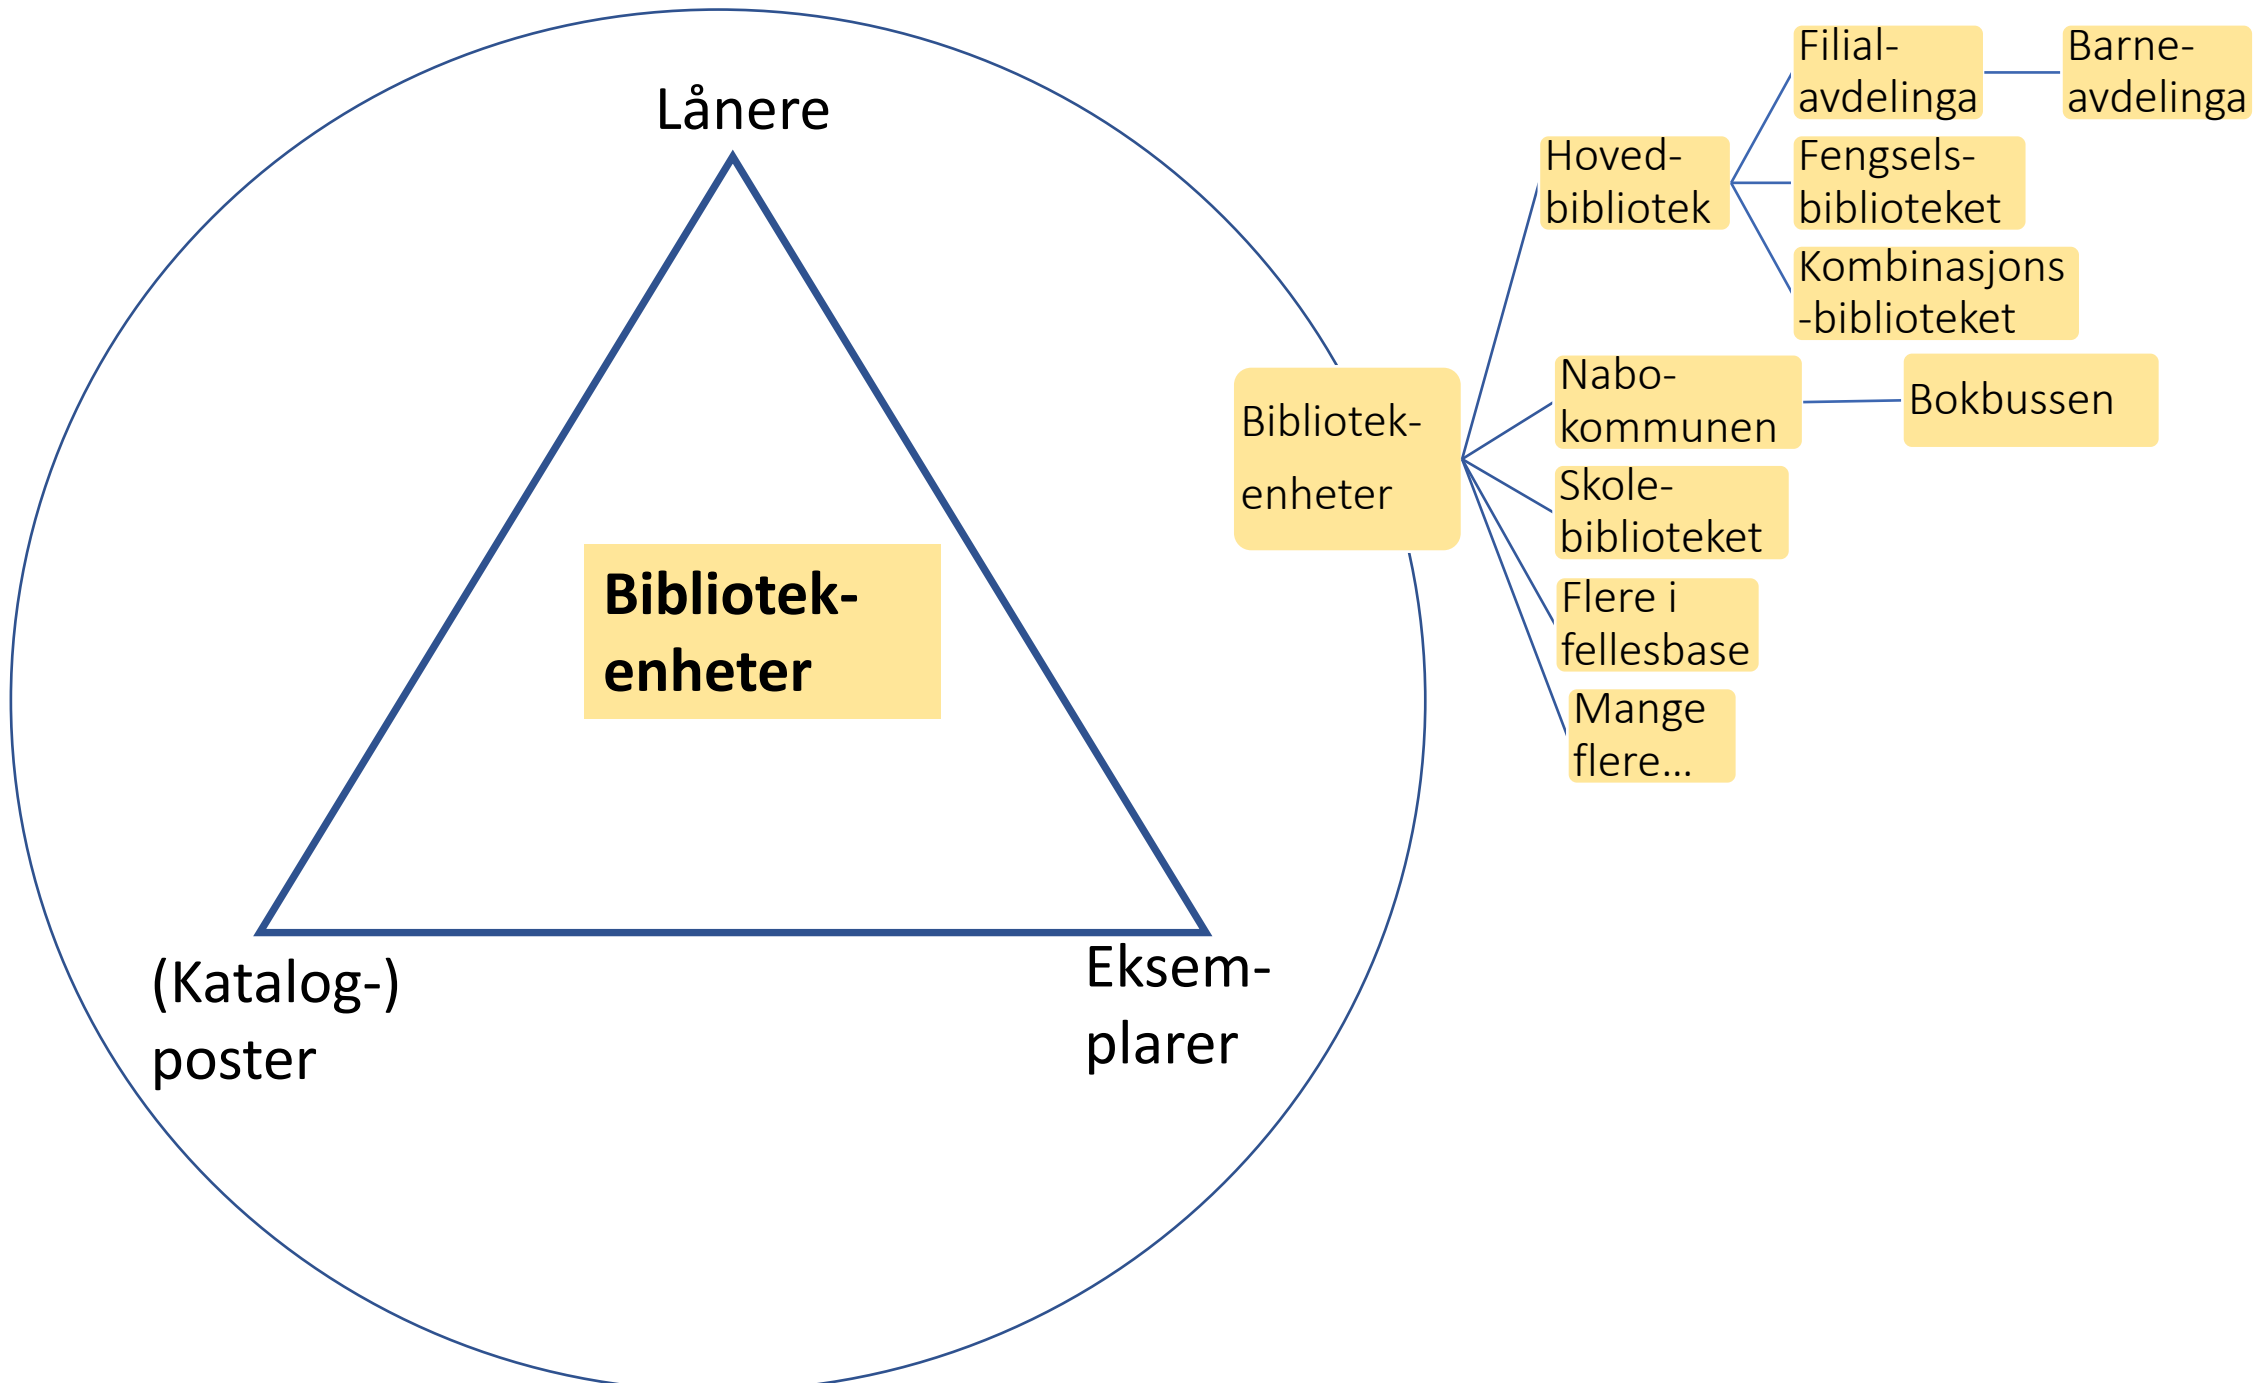 Lånere
Bibliotek-
enheter
(Katalog-)
poster
Eksem-
plarer
Bibliotek-
enheter
Hoved-
bibliotek
Filial-
avdelinga
Barne-
avdelinga
Fengsels-
biblioteket
Kombinasjons
-biblioteket
Nabo-
kommunen
Bokbussen
Skole-
biblioteket
Flere i
fellesbase
Mange
flere...